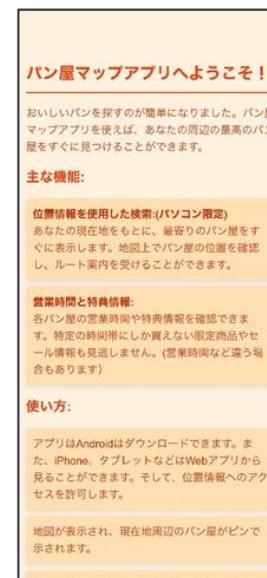 パン屋マップアプリへようこそ！
おいしいパンを探すのが簡単になりました。パン屋
マップアプリを使えば、あなたの周辺の最高のパン
屋をすぐに見つけることができます。
主な機能:
位置情報を使用した検索:(パソコン限定)
あなたの現在地をもとに、最寄りのパン屋をす
ぐに表示します。地図上でパン屋の位置を確認
し、ルート案内を受けることができます。
営業時間と特典情報:
各パン屋の営業時間や特典情報を確認できま
す。特定の時間帯にしか買えない限定商品やセ
ール情報も見逃しません。(営業時間など違う場
合もあります)
使い方:
アプリはAndroidはダウンロードできます。ま
た、iPhone、タブレットなどはWebアプリから
見ることができます。そして、位置情報へのアク
セスを許可します。
地図が表示され、現在地周辺のパン屋がピンで
示されます。